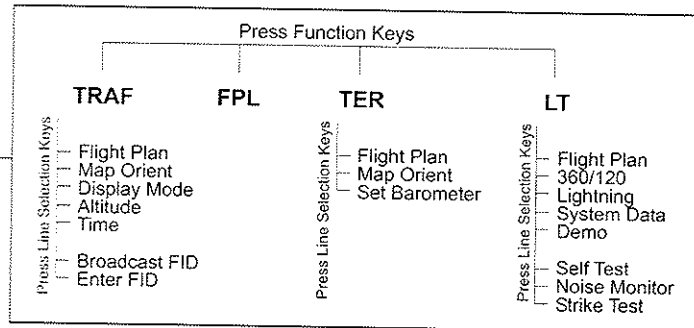 Press Function Keys
TRAF
FPL
TER
LT
Press Line Selection Keys
Flight Plan
Map Orient
Display Mode
Altitude
Time
Broadcast FID
Enter FID
Press Line Selection Keys
Flight Plan
Map Orient
Set Barometer
Press Line Selection Keys
Flight Plan
360/120
Lightning
System Data
Demo
Self Test
Noise Monitor
Strike Test